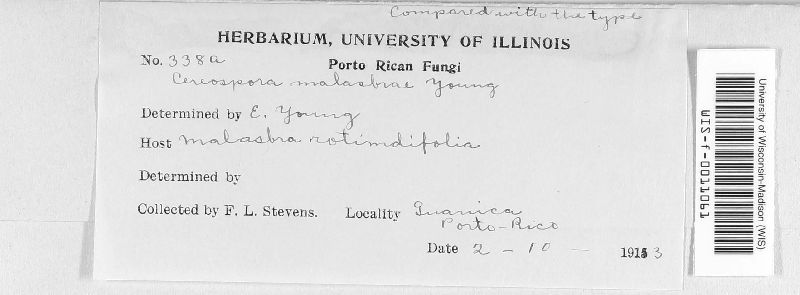 Compared with the type
HERBARIUM, UNIVERSITY OF ILLINOIS
No. 338a
Porto Rican Fungi
Cercospora malachrae Young
Determined by E. Young
Host Malachra rotundifolia
Determined by
Collected by F. L. Stevens. Locality Guanica
Porto-Rico
Date 2 - 10 - 1913
University of Wisconsin-Madison (WIS)
WIS-f-0011061